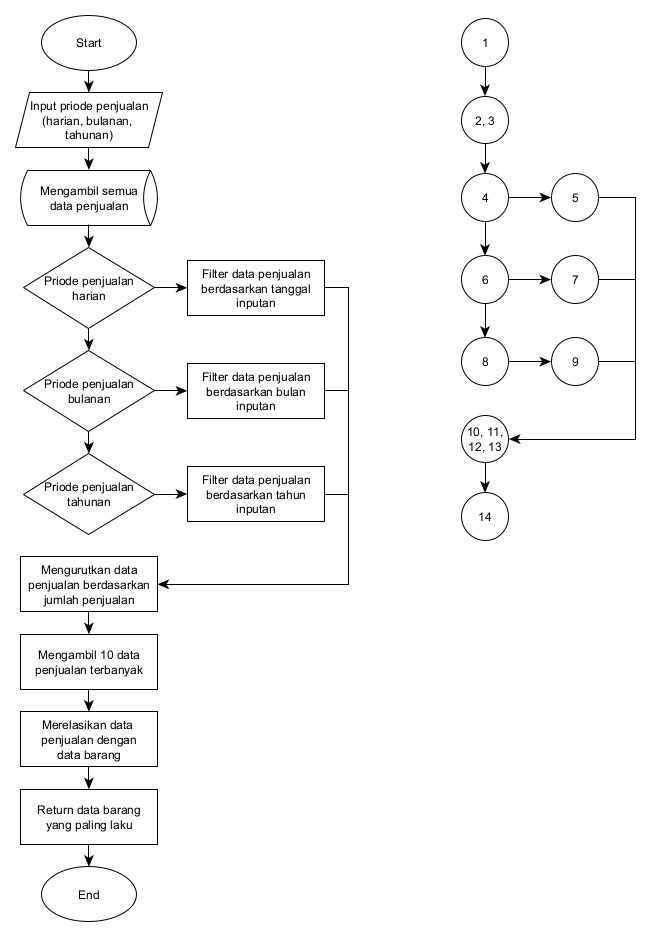 Start
Input priode penjualan
(harian, bulanan,
tahunan)
Mengambil semua
data penjualan
Priode penjualan
harian
Filter data penjualan
berdasarkan tanggal
inputan
Priode penjualan
bulanan
Filter data penjualan
berdasarkan bulan
inputan
Priode penjualan
tahunan
Filter data penjualan
berdasarkan tahun
inputan
Mengurutkan data
penjualan berdasarkan
jumlah penjualan
Mengambil 10 data
penjualan terbanyak
Merelasikan data
penjualan dengan
data barang
Return data barang
yang paling laku
End
1
2, 3
4
5
6
7
8
9
10, 11,
12, 13
14